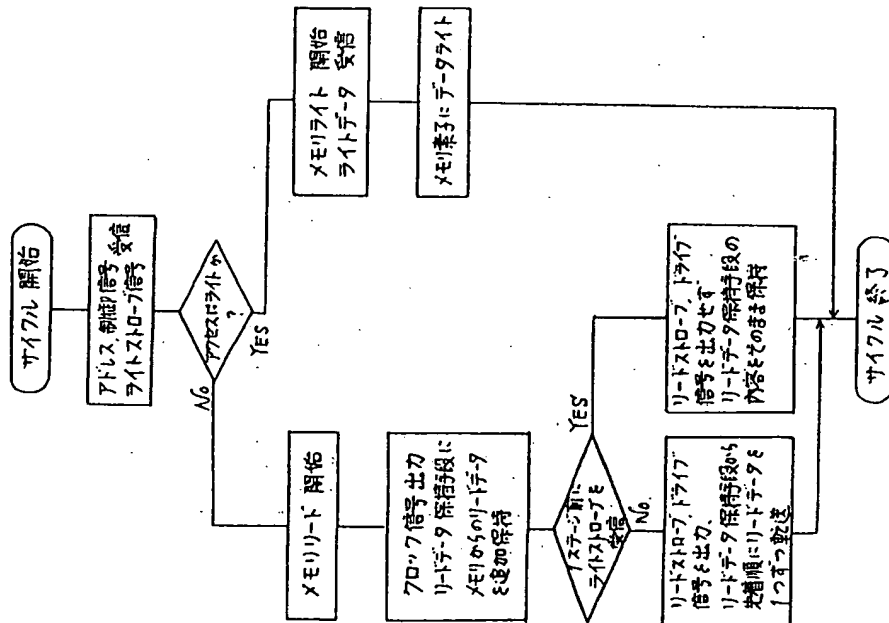 サイクル 開始
アドレス,制御信号 受信
ライトストローブ信号
アクセスはライトか
?
No
YES
メモリライト 開始
ライトデータ 受信
メモリ素子にデータライト
メモリリード 開始
クロック信号 出力
リードデータ保持手段に
メモリからのリードデータ
を追加保持
1ステージ前に
ライトストローブを
受信
YES
No
リードストローブ,ドライブ
信号を出力せず
リードデータ保持手段の
内容をそのまま保持
リードストローブ,ドライブ
信号を出力、
リードデータ保持手段から
先着順にリードデータを
1つずつ転送
サイクル 終了